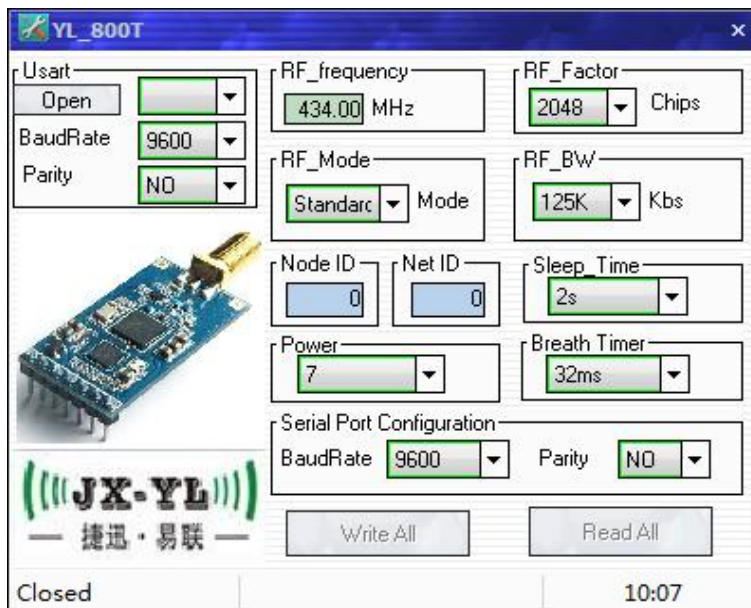 YL_800T
Usart
Open
BaudRate 9600
Parity NO
RF_frequency
434.00 MHz
RF_Factor
2048 Chips
RF_Mode
Standarc Mode
RF_BW
125K Kbs
Node ID
0
Net ID
0
Sleep_Time
2s
Power
7
Breath Timer
32ms
Serial Port Configuration
BaudRate 9600 Parity NO
JX-YL
捷迅·易联
Write All
Read All
Closed
10:07